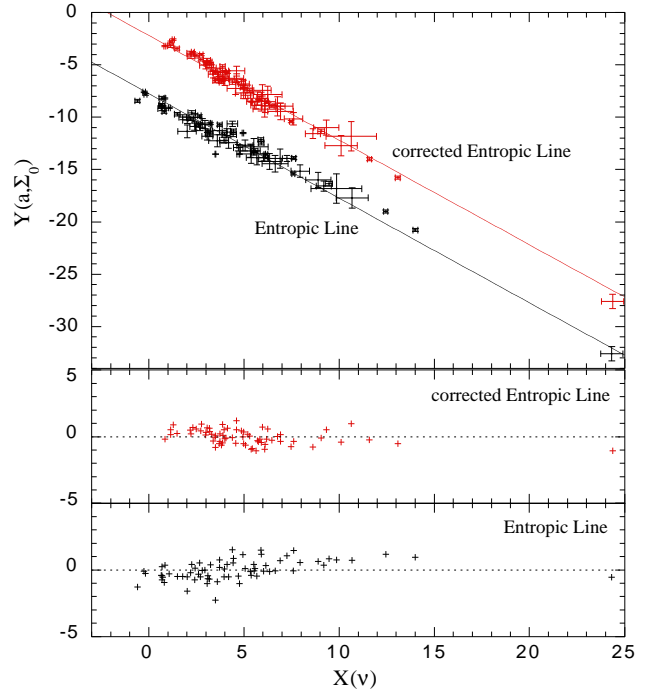 0
-5
-10
-15
-20
-25
-30
Y(a,Σ₀)
corrected Entropic Line
Entropic Line
5
0
-5
corrected Entropic Line
5
0
-5
Entropic Line
0 5 10 15 20 25
X(ν)